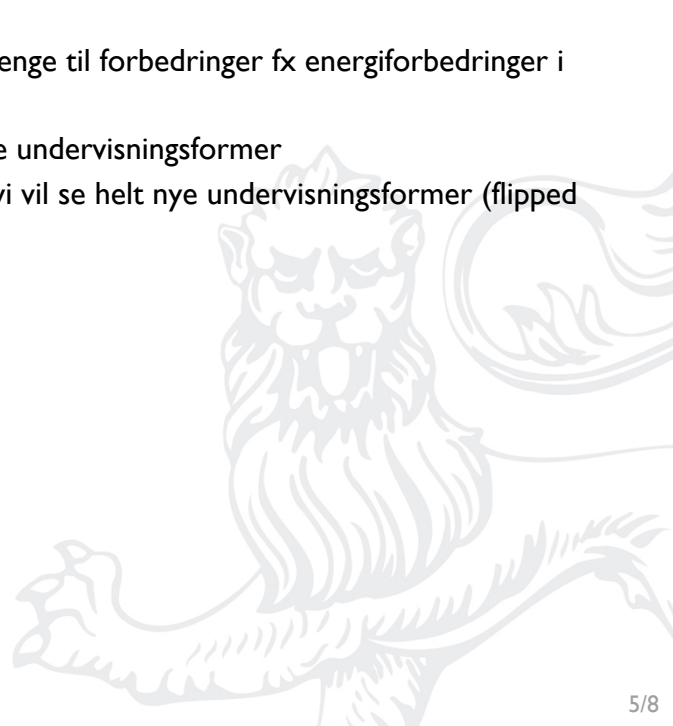 enge til forbedringer fx energiforbedringer i
e undervisningsformer
vi vil se helt nye undervisningsformer (flipped
5/8